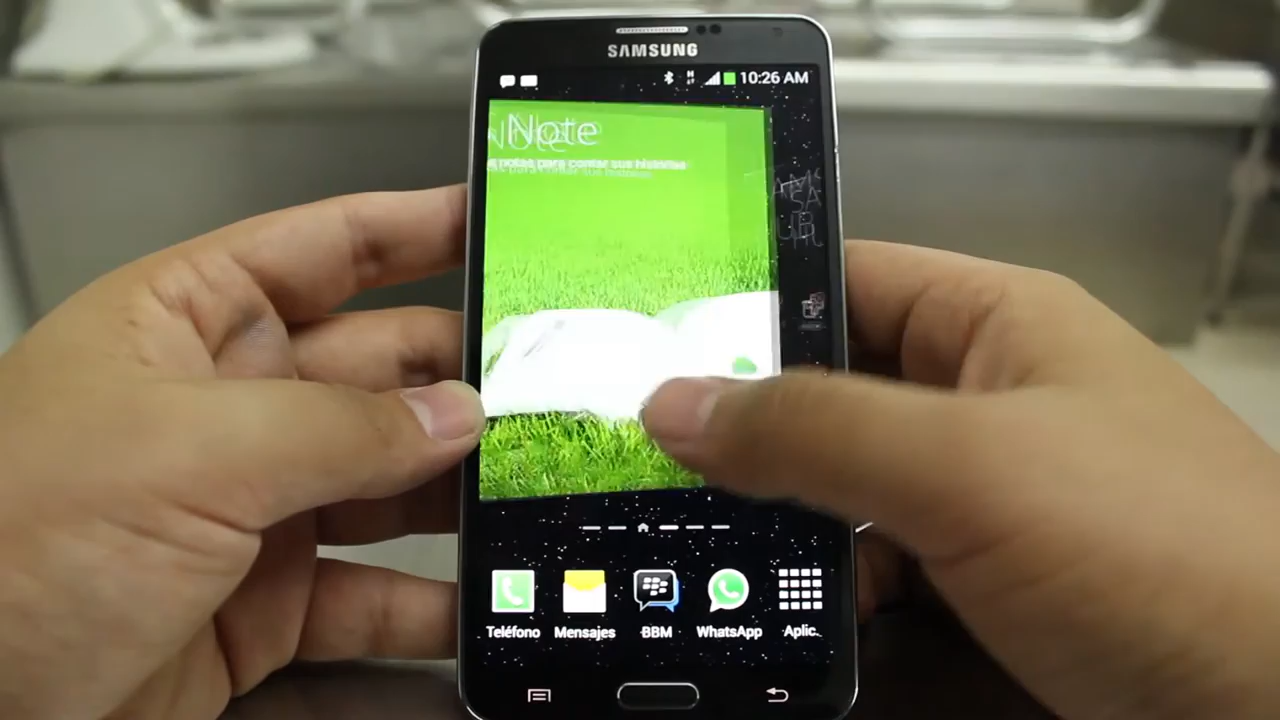 SAMSUNG
10:26 AM
Note
notas para contar sus historias
Teléfono
Mensajes
BBM
WhatsApp
Aplic.